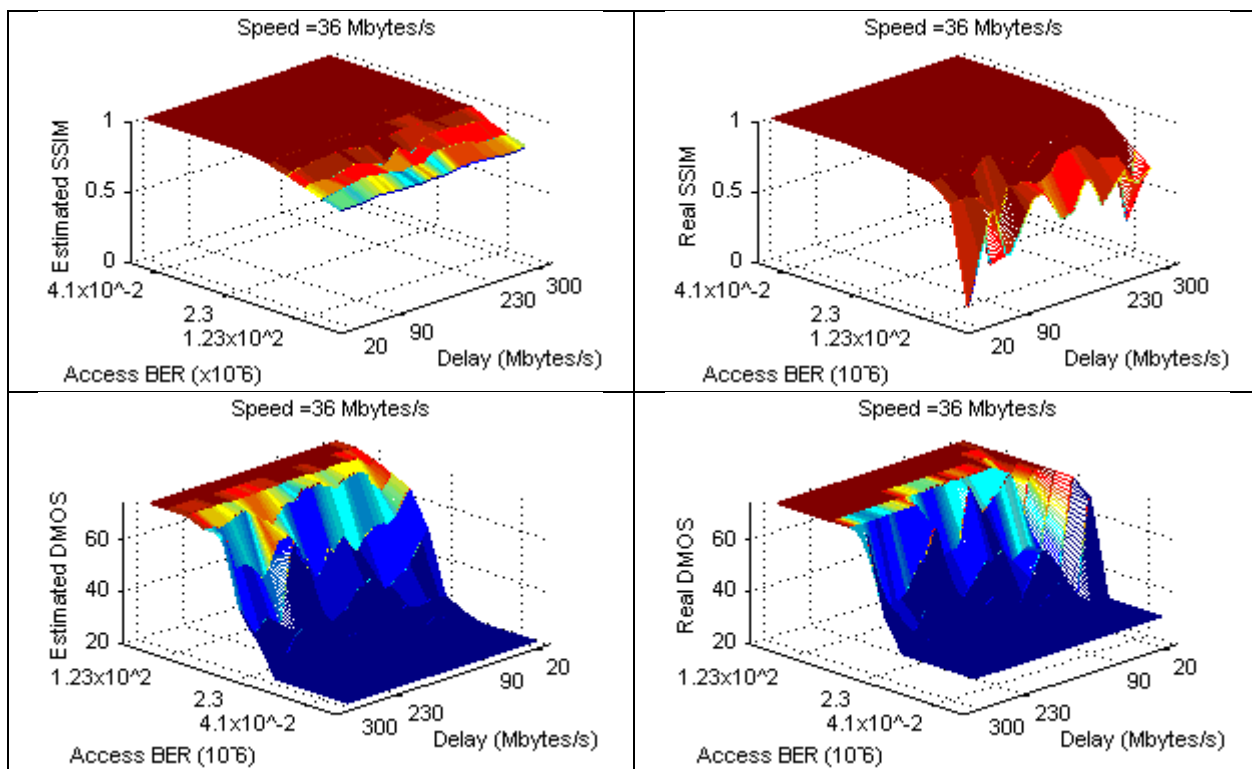 Speed =36 Mbytes/s
Estimated SSIM
1
0.5
0
4.1x10^-2
2.3
1.23x10^2
Access BER (x10^-6)
20
90
230
300
Delay (Mbytes/s)
Speed =36 Mbytes/s
Real SSIM
1
0.5
0
4.1x10^-2
2.3
1.23x10^2
Access BER (10^-6)
20
90
230
300
Delay (Mbytes/s)
Speed =36 Mbytes/s
Estimated DMOS
60
40
20
1.23x10^2
2.3
4.1x10^-2
Access BER (10^-6)
300
230
90
20
Delay (Mbytes/s)
Speed =36 Mbytes/s
Real DMOS
60
40
20
1.23x10^2
2.3
4.1x10^-2
Access BER (10^-6)
300
230
90
20
Delay (Mbytes/s)